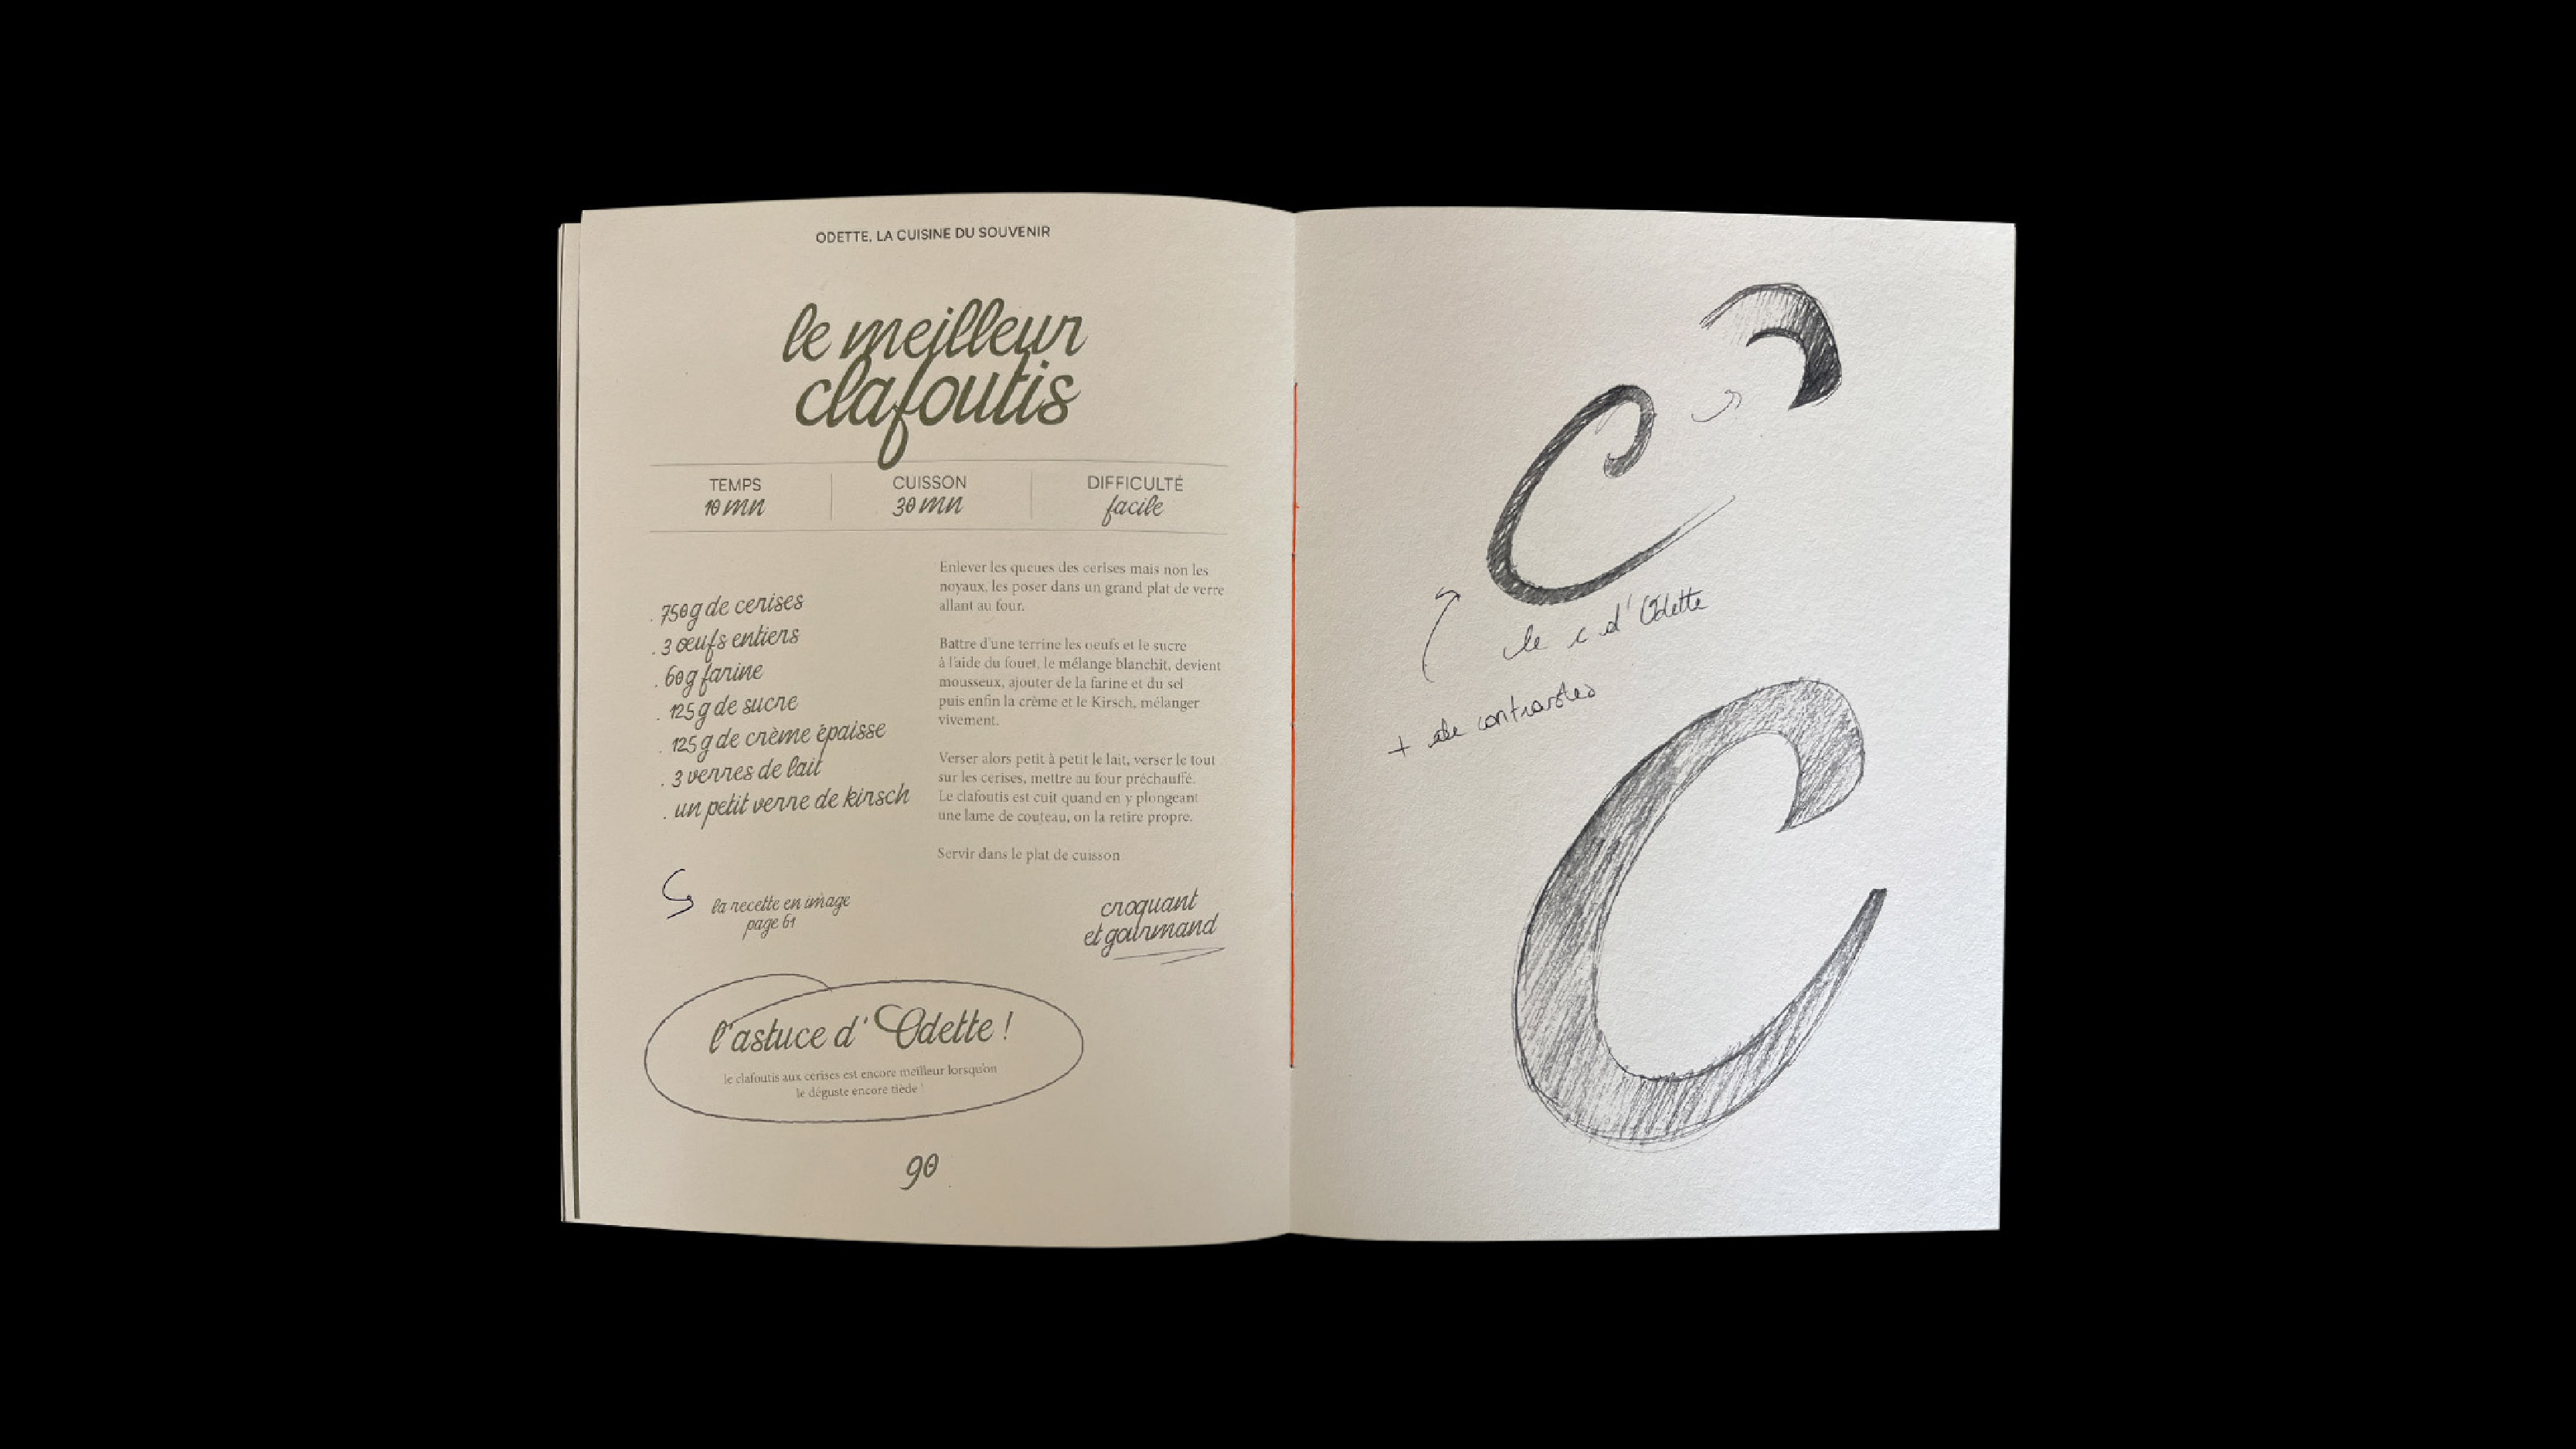 ODETTE, LA CUISINE DU SOUVENIR
le meilleur
clafoutis
TEMPS
10 mn
CUISSON
30 mn
DIFFICULTÉ
facile
. 750g de cerises
. 3 œufs entiers
. 60g farine
. 125g de sucre
. 125g de crème épaisse
. 3 verres de lait
. un petit verre de kirsch
Enlever les queues des cerises mais non les
noyaux, les poser dans un grand plat de verre
allant au four.
Battre d'une terrine les oeufs et le sucre
à l'aide du fouet, le mélange blanchit, devient
mousseux, ajouter de la farine et du sel
puis enfin la crème et le Kirsch, mélanger
vivement.
Verser alors petit à petit le lait, verser le tout
sur les cerises, mettre au four préchauffé.
Le clafoutis est cuit quand en y plongeant
une lame de couteau, on la retire propre.
Servir dans le plat de cuisson
la recette en image
page 61
croquant
et gourmand
l'astuce d'Odette !
le clafoutis aux cerises est encore meilleur lorsqu'on
le déguste encore tiède !
90
C
le c d'Odette
+ de contrastes
C